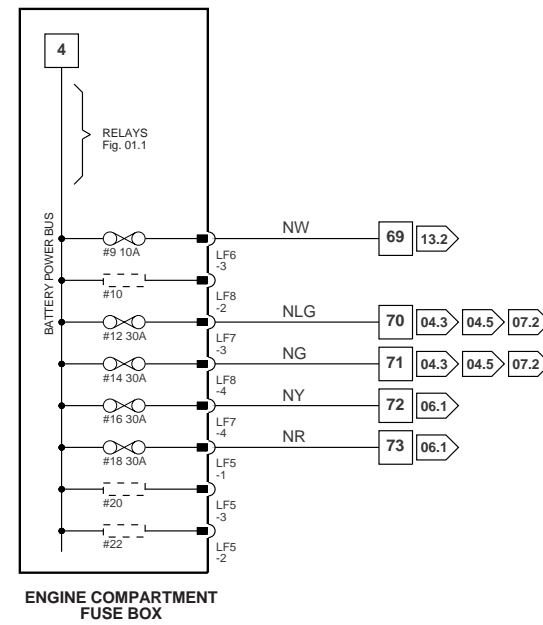 4
RELAYS
Fig. 01.1
BATTERY POWER BUS
#9 10A
LF6
-3
NW
69
13.2
#10
LF8
-2
#12 30A
LF7
-3
NLG
70
04.3
04.5
07.2
#14 30A
LF8
-4
NG
71
04.3
04.5
07.2
#16 30A
LF7
-4
NY
72
06.1
#18 30A
LF5
-1
NR
73
06.1
#20
LF5
-3
#22
LF5
-2
ENGINE COMPARTMENT
FUSE BOX